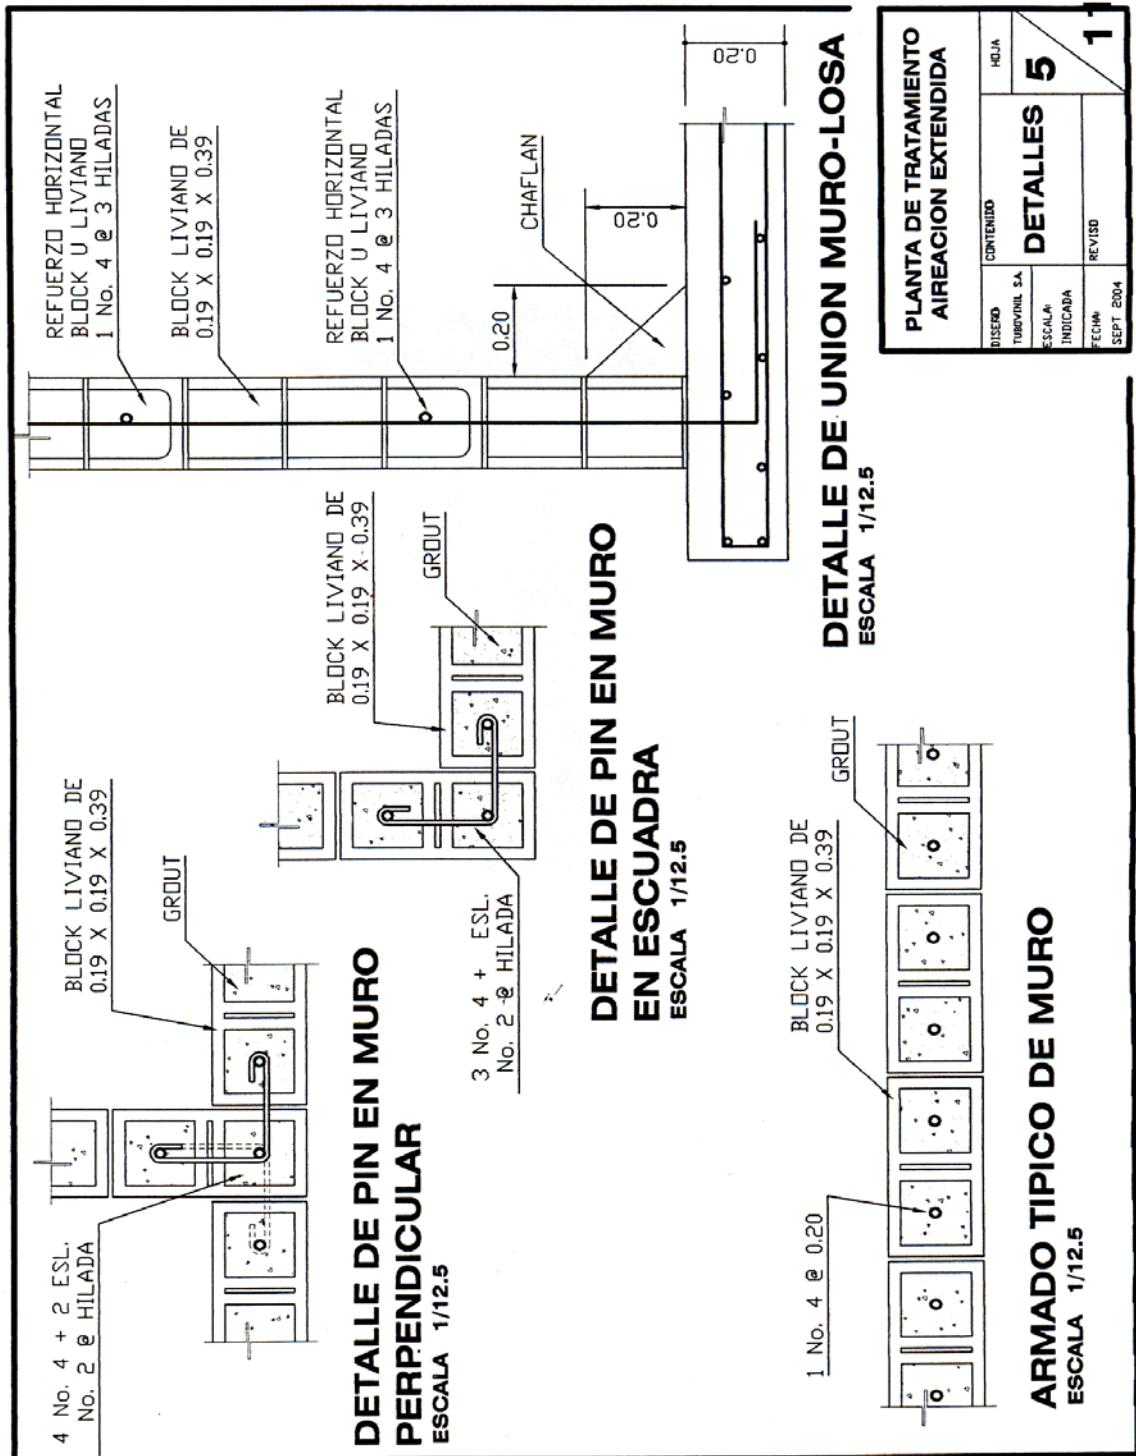 4 No. 4 + 2 ESL.
No. 2 @ HILADA
BLOCK LIVIANO DE
0.19 X 0.19 X 0.39
GROUT
DETALLE DE PIN EN MURO
PERPENDICULAR
ESCALA 1/12.5
BLOCK LIVIANO DE
0.19 X 0.19 X 0.39
GROUT
3 No. 4 + ESL.
No. 2 @ HILADA
DETALLE DE PIN EN MURO
EN ESCUADRA
ESCALA 1/12.5
REFUERZO HORIZONTAL
BLOCK U LIVIANO
1 No. 4 @ 3 HILADAS
BLOCK LIVIANO DE
0.19 X 0.19 X 0.39
REFUERZO HORIZONTAL
BLOCK U LIVIANO
1 No. 4 @ 3 HILADAS
0.20
CHAFLAN
0.20
0.20
DETALLE DE UNION MURO-LOSA
ESCALA 1/12.5
1 No. 4 @ 0.20
BLOCK LIVIANO DE
0.19 X 0.19 X 0.39
GROUT
ARMADO TIPICO DE MURO
ESCALA 1/12.5
PLANTA DE TRATAMIENTO
AIREACION EXTENDIDA
DISEÑO:
TUBOVINIL S.A.
CONTENIDO:
DETALLES
HOJA
5
11
ESCALA:
INDICADA
FECHA:
SEPT 2004
REVISO